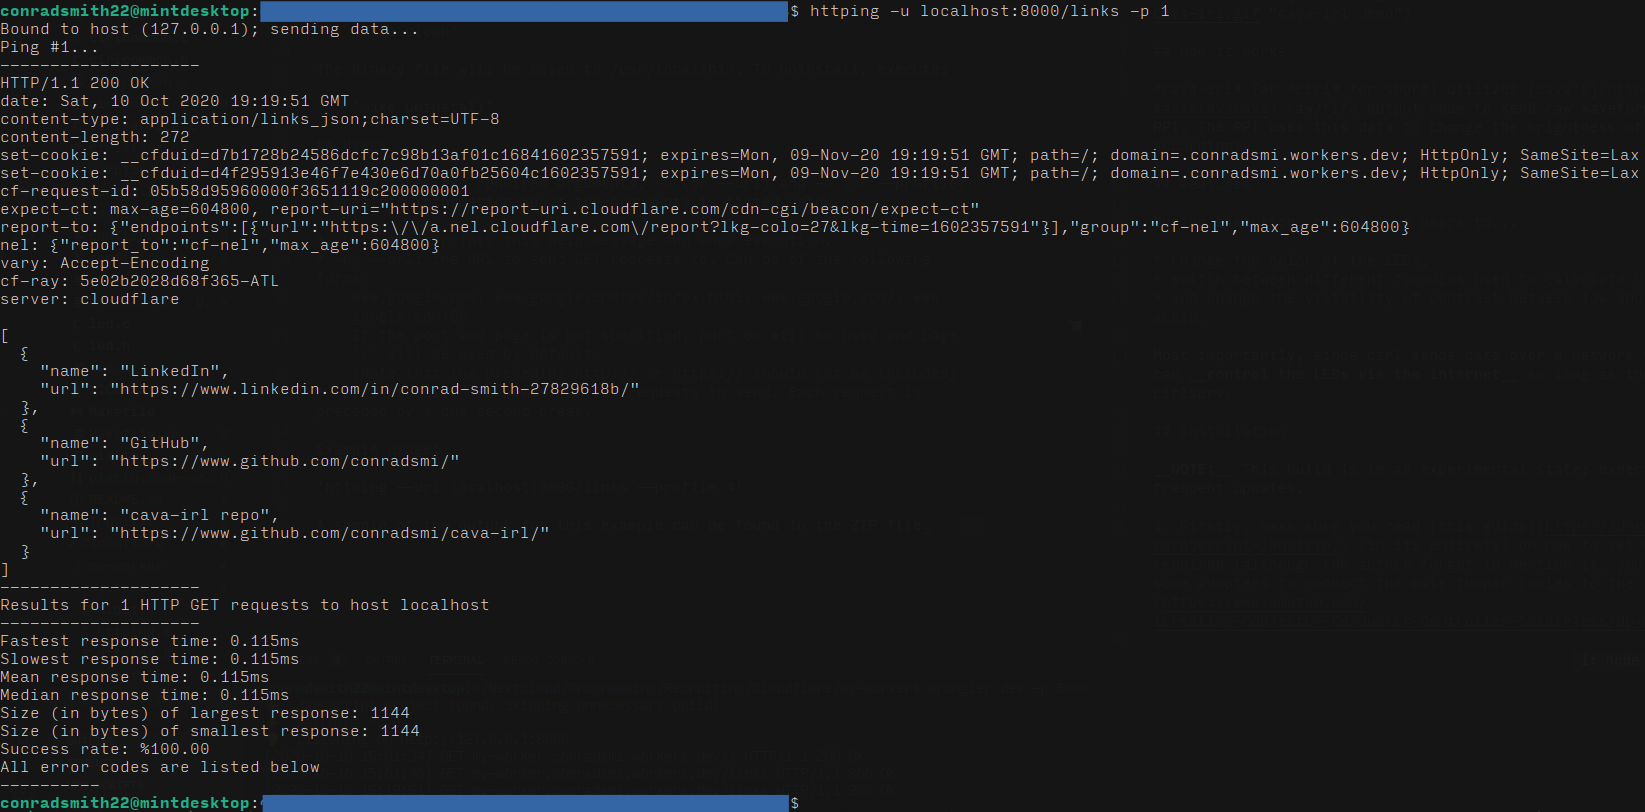 conradsmith22@mintdesktop: $ httping -u localhost:8000/links -p 1
Bound to host (127.0.0.1); sending data...
Ping #1...
--------------------
HTTP/1.1 200 OK
date: Sat, 10 Oct 2020 19:19:51 GMT
content-type: application/links_json;charset=UTF-8
content-length: 272
set-cookie: __cfduid=d7b1728b24586dcfc7c98b13af01c16841602357591; expires=Mon, 09-Nov-20 19:19:51 GMT; path=/; domain=.conradsmi.workers.dev; HttpOnly; SameSite=Lax
set-cookie: __cfduid=d4f295913e46f7e430e6d70a0fb25604c1602357591; expires=Mon, 09-Nov-20 19:19:51 GMT; path=/; domain=.conradsmi.workers.dev; HttpOnly; SameSite=Lax
cf-request-id: 05b58d95960000f3651119c200000001
expect-ct: max-age=604800, report-uri="https://report-uri.cloudflare.com/cdn-cgi/beacon/expect-ct"
report-to: {"endpoints":[{"url":"https:\/\/a.nel.cloudflare.com\/report?lkg-colo=27&lkg-time=1602357591"}],"group":"cf-nel","max_age":604800}
nel: {"report_to":"cf-nel","max_age":604800}
vary: Accept-Encoding
cf-ray: 5e02b2028d68f365-ATL
server: cloudflare
[
  {
    "name": "LinkedIn",
    "url": "https://www.linkedin.com/in/conrad-smith-27829618b/"
  },
  {
    "name": "GitHub",
    "url": "https://www.github.com/conradsmi/"
  },
  {
    "name": "cava-irl repo",
    "url": "https://www.github.com/conradsmi/cava-irl/"
  }
]
--------------------
Results for 1 HTTP GET requests to host localhost
--------------------
Fastest response time: 0.115ms
Slowest response time: 0.115ms
Mean response time: 0.115ms
Median response time: 0.115ms
Size (in bytes) of largest response: 1144
Size (in bytes) of smallest response: 1144
Success rate: %100.00
All error codes are listed below
----------
conradsmith22@mintdesktop: $